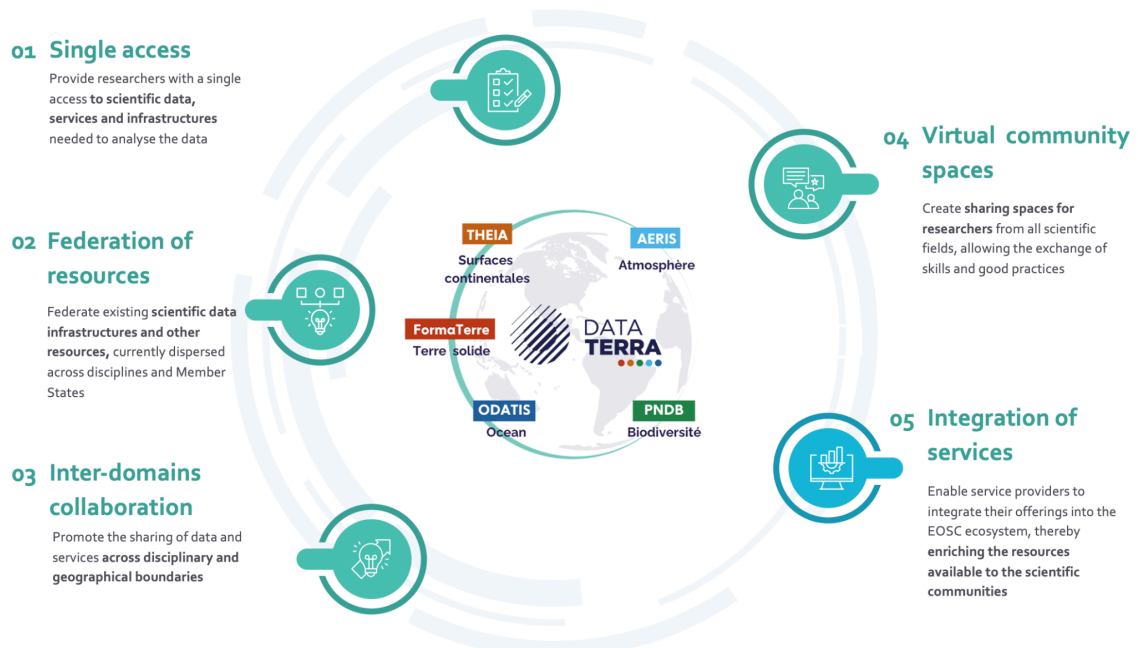 01 Single access
Provide researchers with a single
access to scientific data,
services and infrastructures
needed to analyse the data
02 Federation of
resources
Federate existing scientific data
infrastructures and other
resources, currently dispersed
across disciplines and Member
States
03 Inter-domains
collaboration
Promote the sharing of data and
services across disciplinary and
geographical boundaries
THEIA
Surfaces
continentales
AERIS
Atmosphère
FormaTerre
Terre solide
DATA
TERRA
ODATIS
Ocean
PNDB
Biodiversité
04 Virtual community
spaces
Create sharing spaces for
researchers from all scientific
fields, allowing the exchange of
skills and good practices
05 Integration of
services
Enable service providers to
integrate their offerings into the
EOSC ecosystem, thereby
enriching the resources
available to the scientific
communities